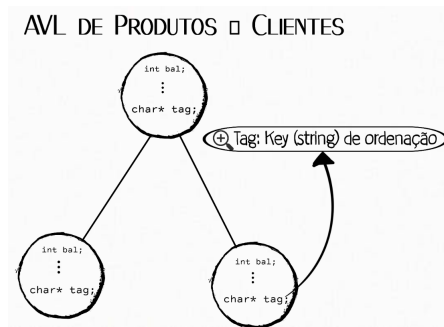 AVL DE PRODUTOS □ CLIENTES
int bal;
⋮
char* tag;
Tag: Key (string) de ordenação
int bal;
⋮
char* tag;
int bal;
⋮
char* tag;